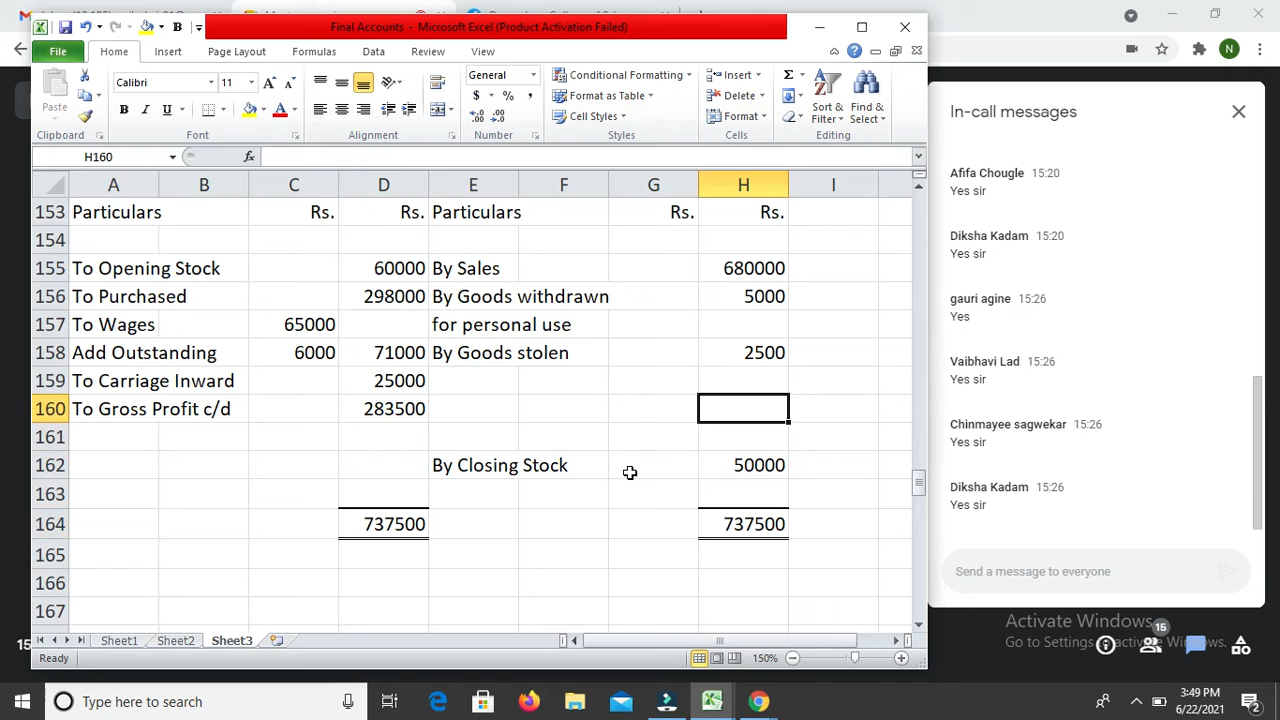 Final Accounts - Microsoft Excel (Product Activation Failed)
File Home Insert Page Layout Formulas Data Review View
Paste
Clipboard
Calibri 11
B I U
Font
Alignment
General
$ % ,
Number
Conditional Formatting
Format as Table
Cell Styles
Styles
Insert
Delete
Format
Cells
Sort & Filter
Find & Select
Editing
H160 fx
A B C D E F G H I
153 Particulars Rs. Rs. Particulars Rs. Rs.
154
155 To Opening Stock 60000 By Sales 680000
156 To Purchased 298000 By Goods withdrawn 5000
157 To Wages 65000 for personal use
158 Add Outstanding 6000 71000 By Goods stolen 2500
159 To Carriage Inward 25000
160 To Gross Profit c/d 283500
161
162 By Closing Stock 50000
163
164 737500 737500
165
166
167
Sheet1 Sheet2 Sheet3
Ready 150%
N
In-call messages
Afifa Chougle 15:20
Yes sir
Diksha Kadam 15:20
Yes sir
gauri agine 15:26
Yes
Vaibhavi Lad 15:26
Yes sir
Chinmayee sagwekar 15:26
Yes sir
Diksha Kadam 15:26
Yes sir
Send a message to everyone
Activate Windows
Go to Settings to activate Windows.
15
15
Type here to search
3:49 PM
6/22/2021
2